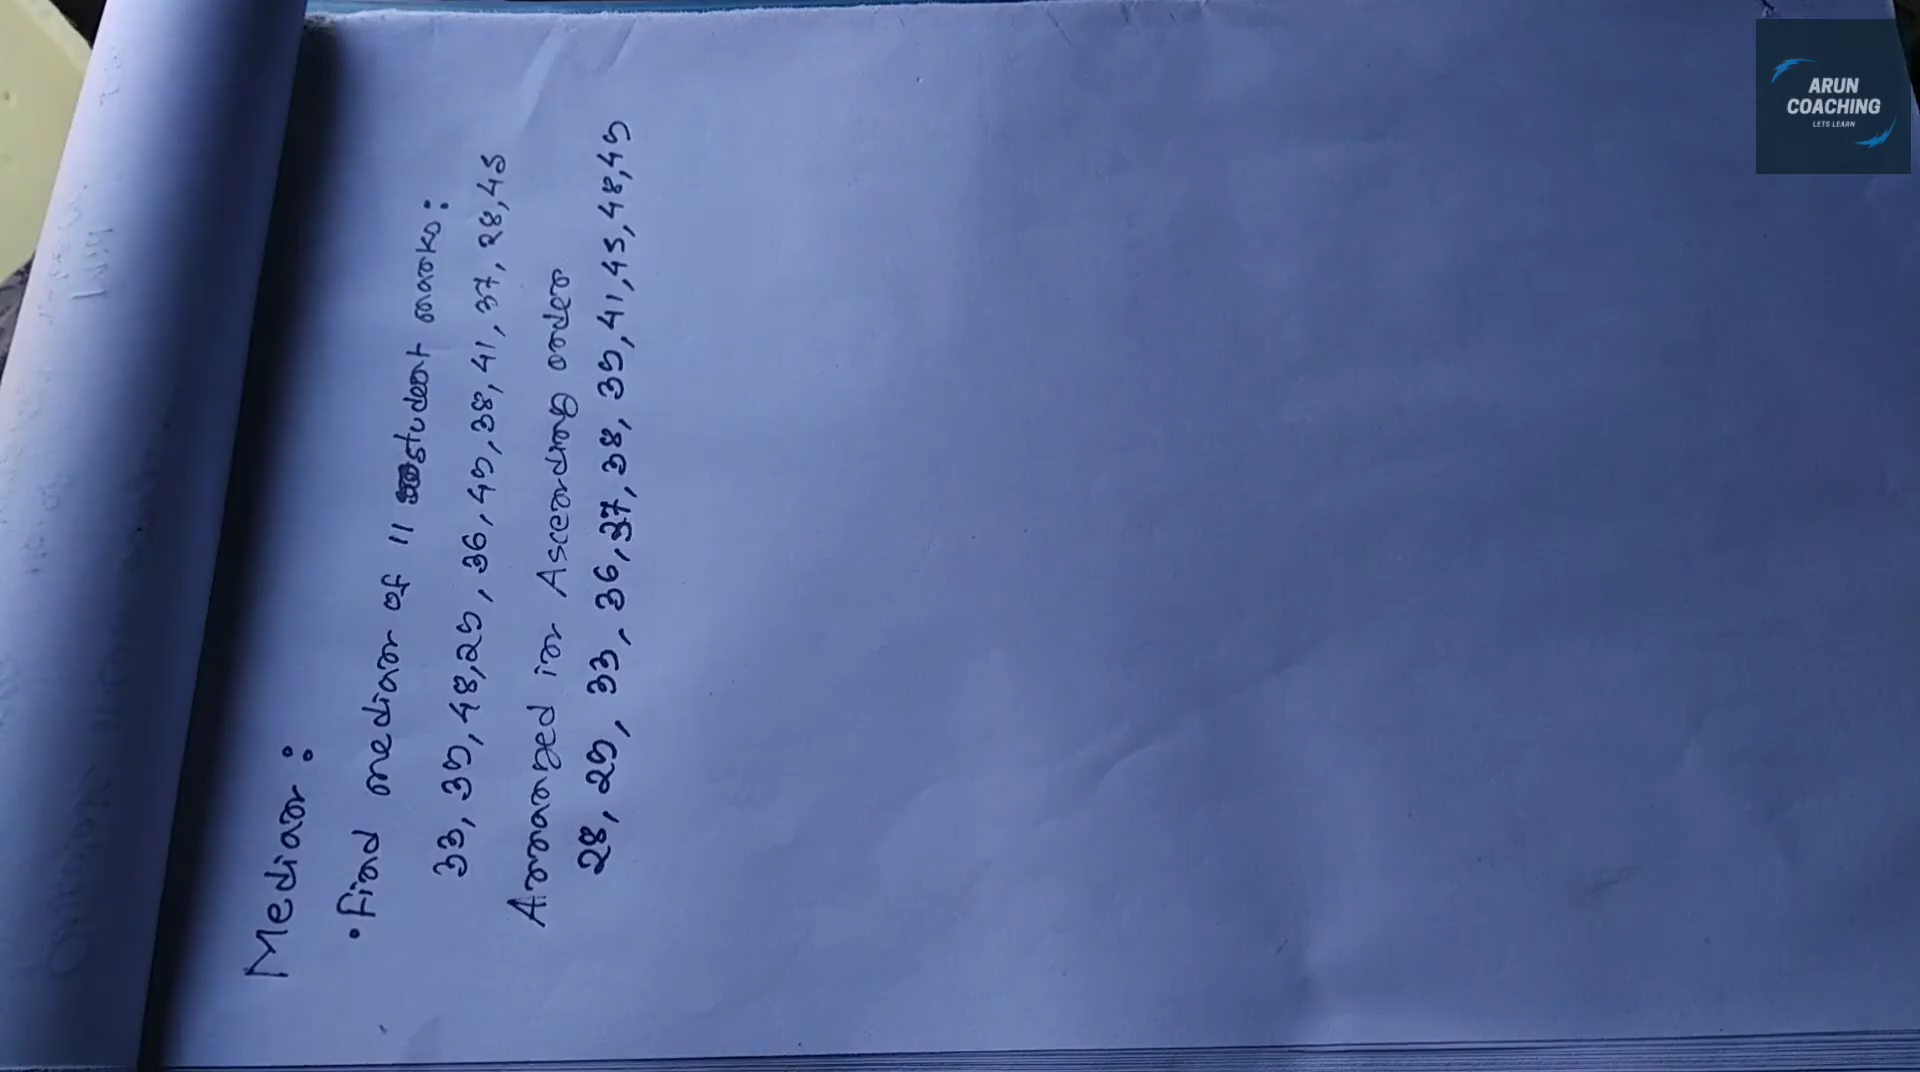 Median:
• Find median of 11 student marks:
33, 39, 48, 29, 36, 49, 38, 41, 37, 28, 45
Arranged in Ascending order
28, 29, 33, 36, 37, 38, 39, 41, 45, 48, 49
ARUN
COACHING
LETS LEARN